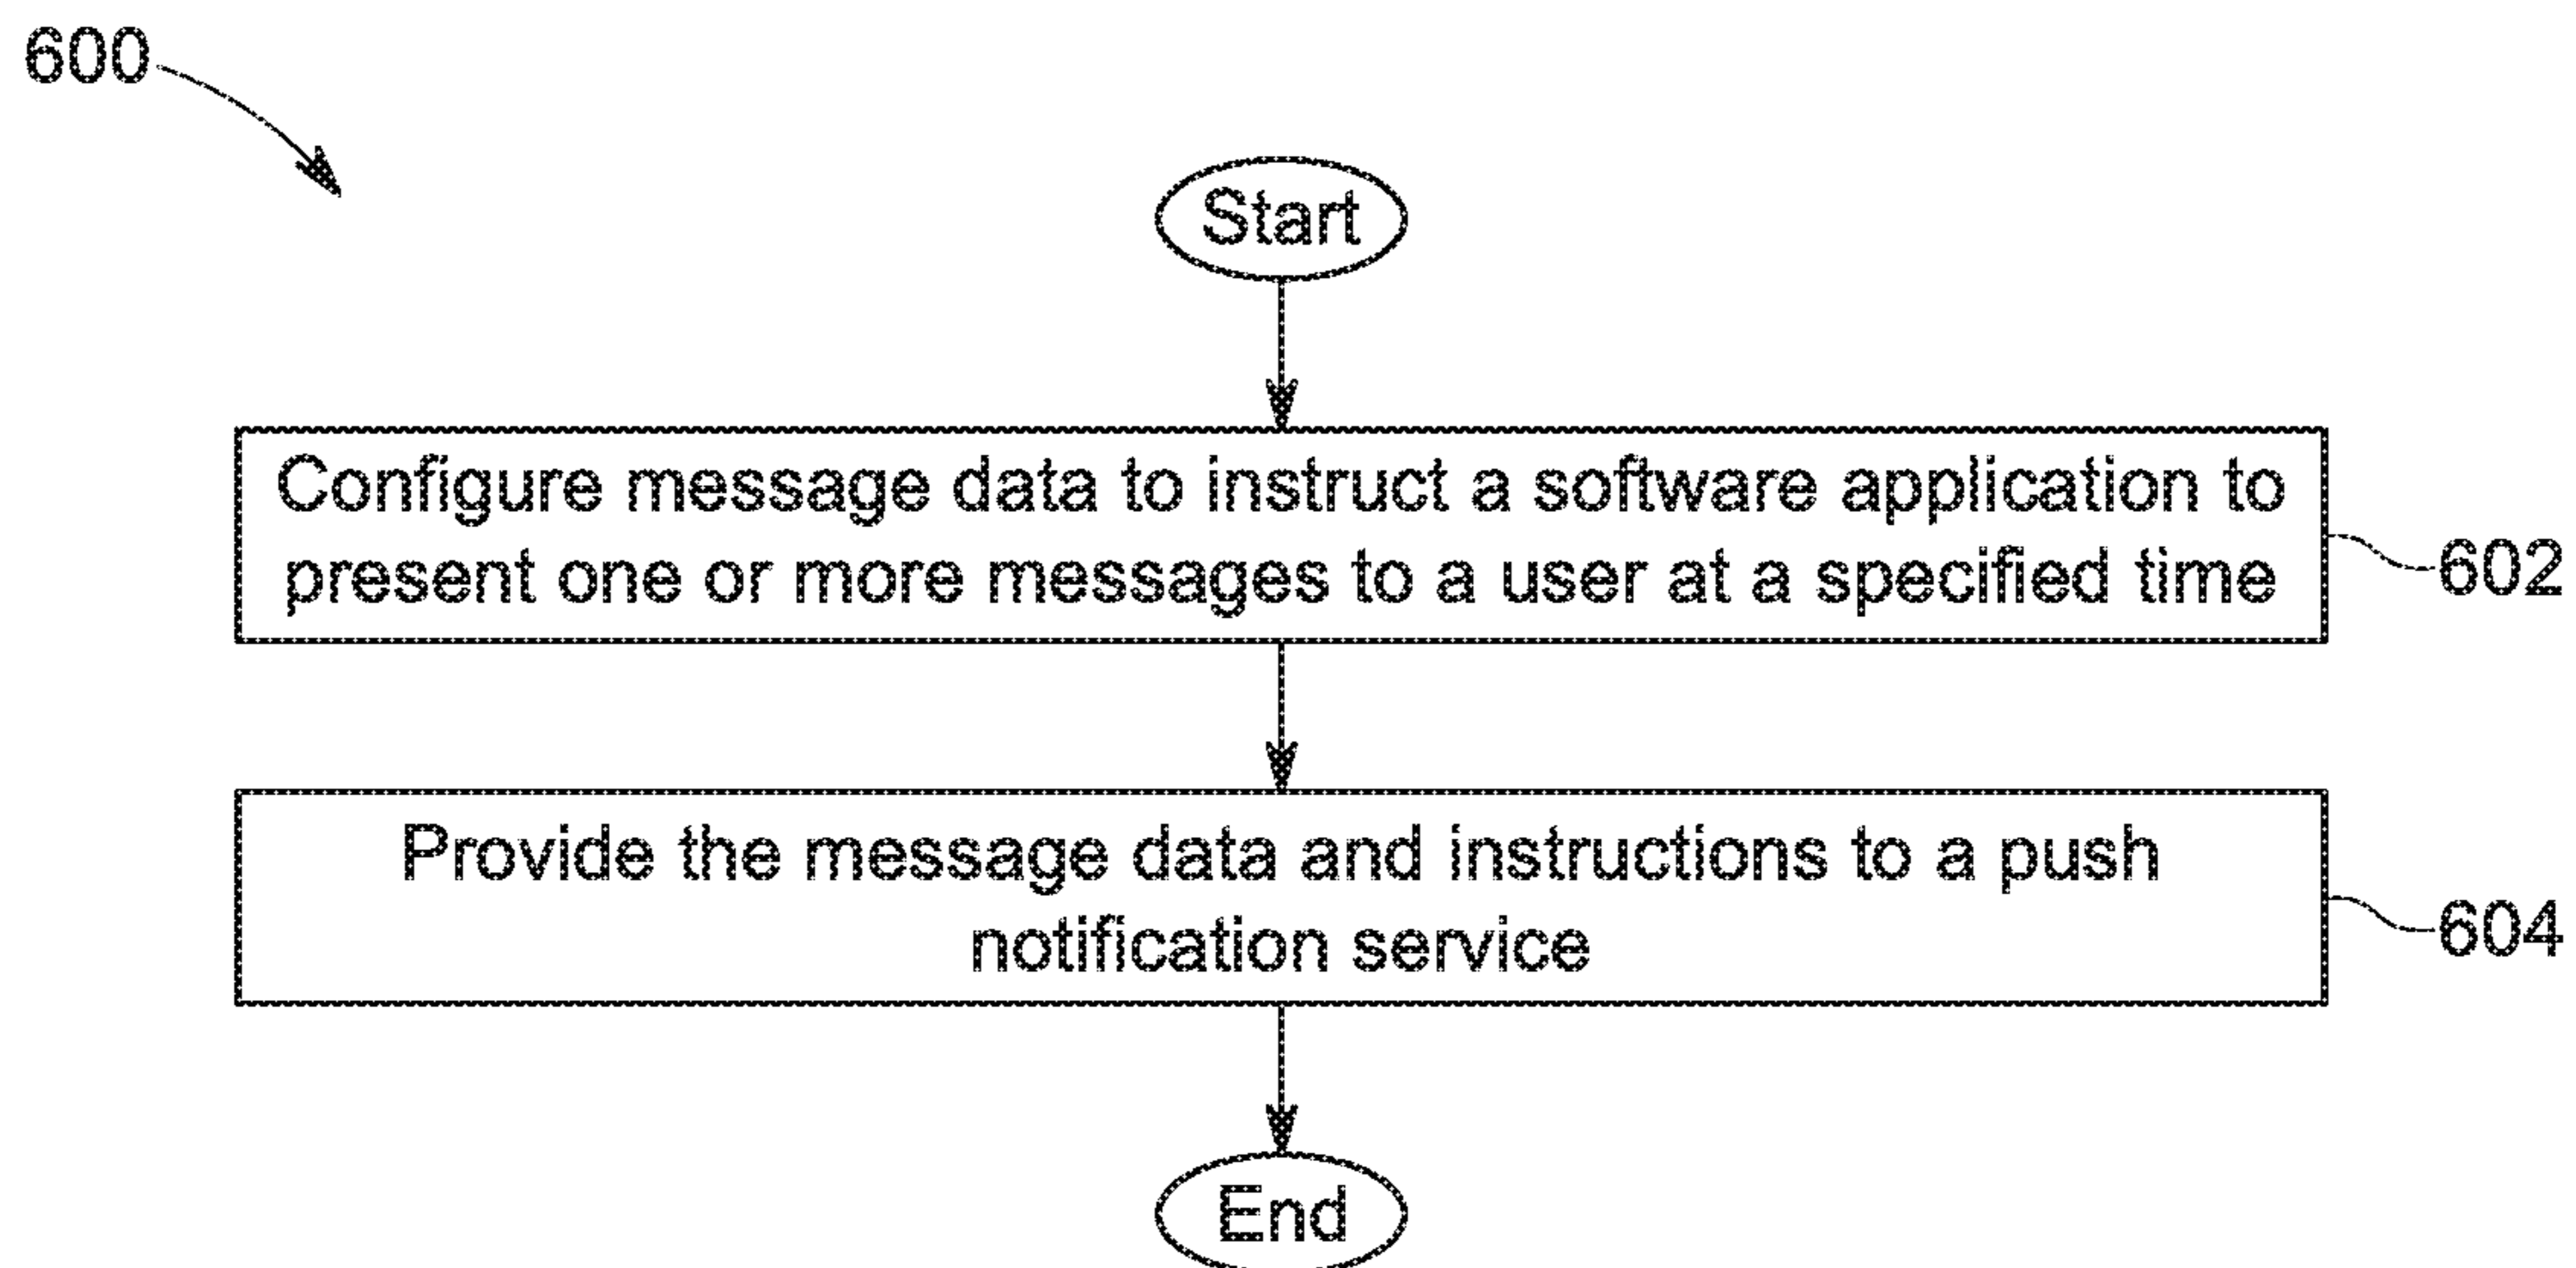 600
Start
Configure message data to instruct a software application to
present one or more messages to a user at a specified time
602
Provide the message data and instructions to a push
notification service
604
End